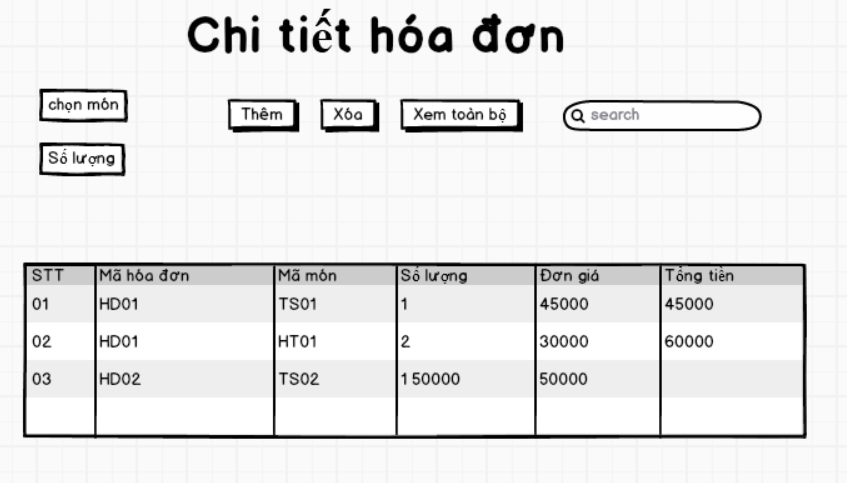 Chi tiết hóa đơn
chọn món
Thêm
Xóa
Xem toàn bộ
search
Số lượng
STT Mã hóa đơn Mã món Số lượng Đơn giá Tổng tiền
01 HD01 TS01 1 45000 45000
02 HD01 HT01 2 30000 60000
03 HD02 TS02 1 50000 50000